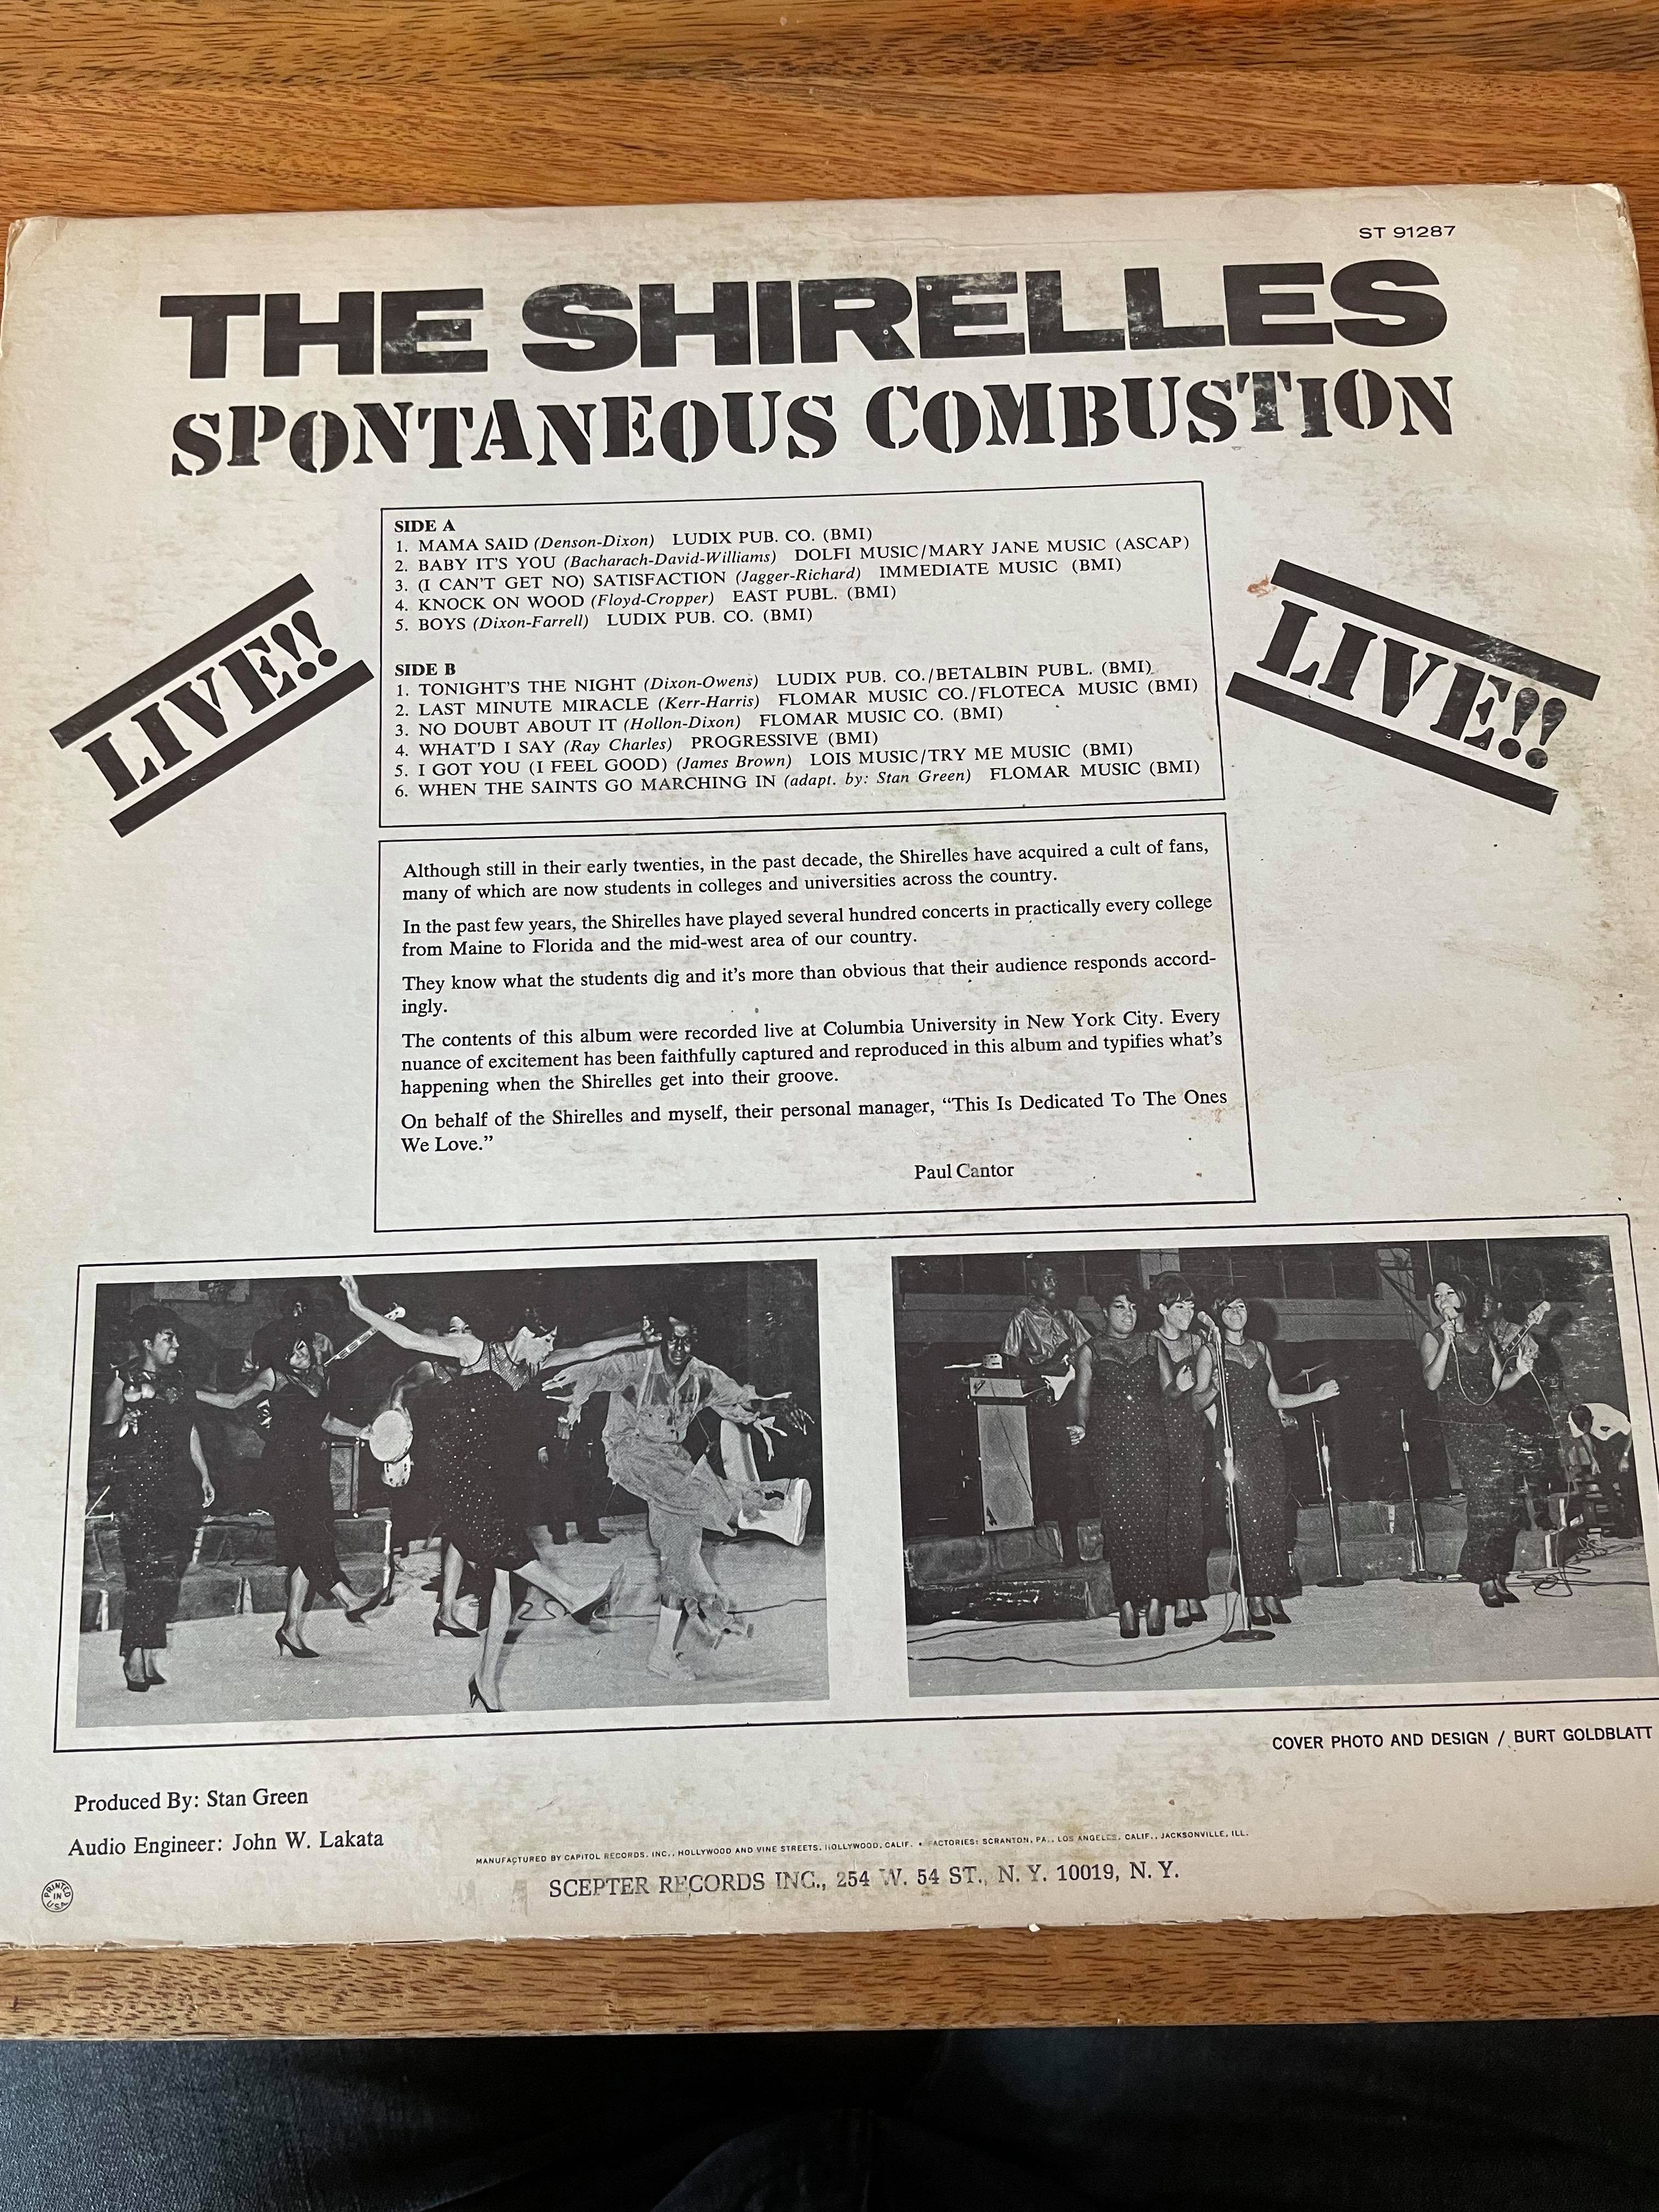 ST 91287
THE SHIRELLES
SPONTANEOUS COMBUSTION
LIVE!!
SIDE A
1. MAMA SAID (Denson-Dixon) LUDIX PUB. CO. (BMI)
2. BABY IT'S YOU (Bacharach-David-Williams) DOLFI MUSIC/MARY JANE MUSIC (ASCAP)
3. (I CAN'T GET NO) SATISFACTION (Jagger-Richard) IMMEDIATE MUSIC (BMI)
4. KNOCK ON WOOD (Floyd-Cropper) EAST PUBL. (BMI)
5. BOYS (Dixon-Farrell) LUDIX PUB. CO. (BMI)
SIDE B
1. TONIGHT'S THE NIGHT (Dixon-Owens) LUDIX PUB. CO./BETALBIN PUBL. (BMI)
2. LAST MINUTE MIRACLE (Kerr-Harris) FLOMAR MUSIC CO./FLOTECA MUSIC (BMI)
3. NO DOUBT ABOUT IT (Hollon-Dixon) FLOMAR MUSIC CO. (BMI)
4. WHAT'D I SAY (Ray Charles) PROGRESSIVE (BMI)
5. I GOT YOU (I FEEL GOOD) (James Brown) LOIS MUSIC/TRY ME MUSIC (BMI)
6. WHEN THE SAINTS GO MARCHING IN (adapt. by: Stan Green) FLOMAR MUSIC (BMI)
LIVE!!
Although still in their early twenties, in the past decade, the Shirelles have acquired a cult of fans,
many of which are now students in colleges and universities across the country.
In the past few years, the Shirelles have played several hundred concerts in practically every college
from Maine to Florida and the mid-west area of our country.
They know what the students dig and it's more than obvious that their audience responds accord-
ingly.
The contents of this album were recorded live at Columbia University in New York City. Every
nuance of excitement has been faithfully captured and reproduced in this album and typifies what's
happening when the Shirelles get into their groove.
On behalf of the Shirelles and myself, their personal manager, “This Is Dedicated To The Ones
We Love.”
Paul Cantor
COVER PHOTO AND DESIGN / BURT GOLDBLATT
Produced By: Stan Green
Audio Engineer: John W. Lakata
MANUFACTURED BY CAPITOL RECORDS, INC., HOLLYWOOD AND VINE STREETS, HOLLYWOOD, CALIF. • FACTORIES: SCRANTON, PA., LOS ANGELES, CALIF., JACKSONVILLE, ILL.
SCEPTER RECORDS INC., 254 W. 54 ST., N. Y. 10019, N. Y.
PRINTED
IN
U.S.A.